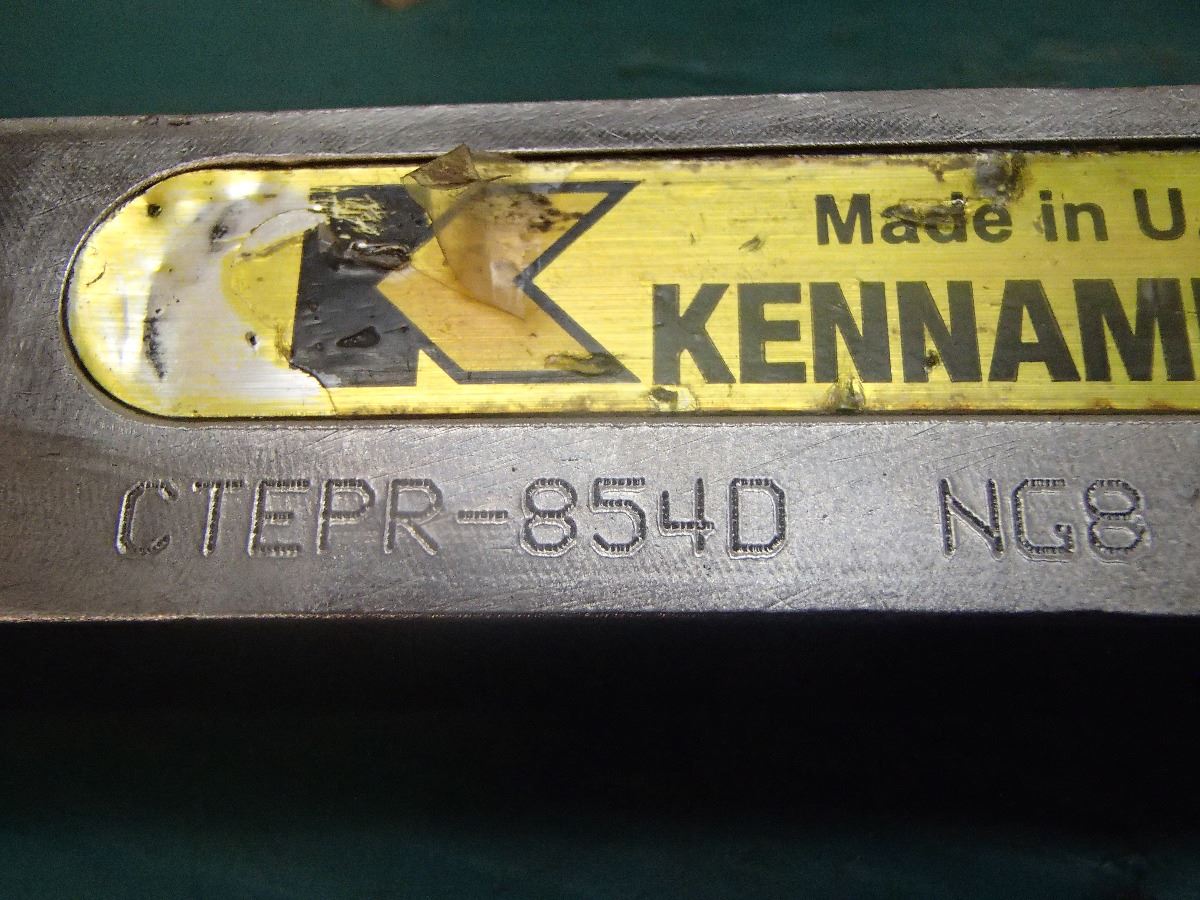 Made in U.
KENNAM
CTEPR-854D NG8